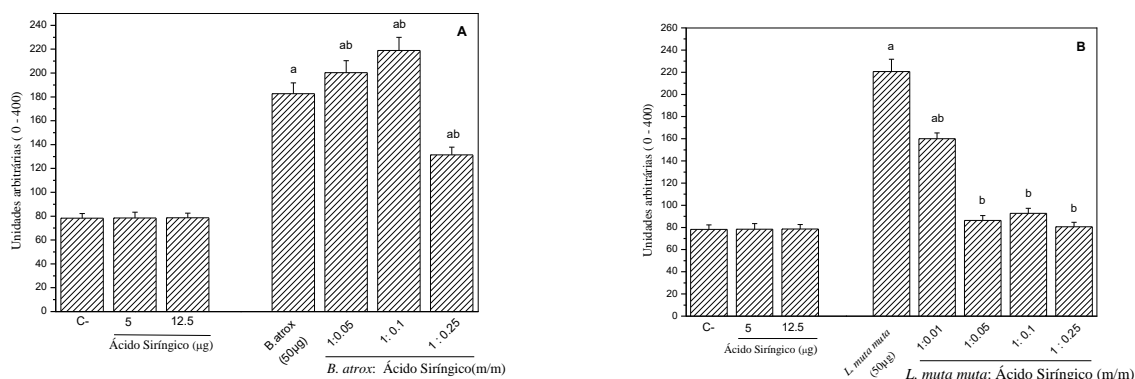 A
Unidades arbitrárias ( 0 - 400)
240
220
200
180
160
140
120
100
80
60
40
20
0
a
ab
ab
ab
C-
5
12.5
Ácido Siríngico (μg)
B. atrox
(50μg)
1:0.05
1: 0.1
1 : 0.25
B. atrox: Ácido Siríngico(m/m)
B
Unidades arbitrárias ( 0 - 400)
260
240
220
200
180
160
140
120
100
80
60
40
20
0
a
ab
b
b
b
C-
5
12.5
Ácido Siríngico (μg)
L. muta muta
(50μg)
1:0.01
1:0.05
1: 0.1
1 : 0.25
L. muta muta: Ácido Siríngico (m/m)